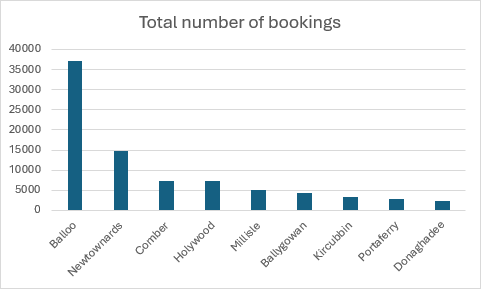 Total number of bookings
40000
35000
30000
25000
20000
15000
10000
5000
0
Balloo
Newtownards
Comber
Holywood
Millisle
Ballygowan
Kircubbin
Portaferry
Donaghadee